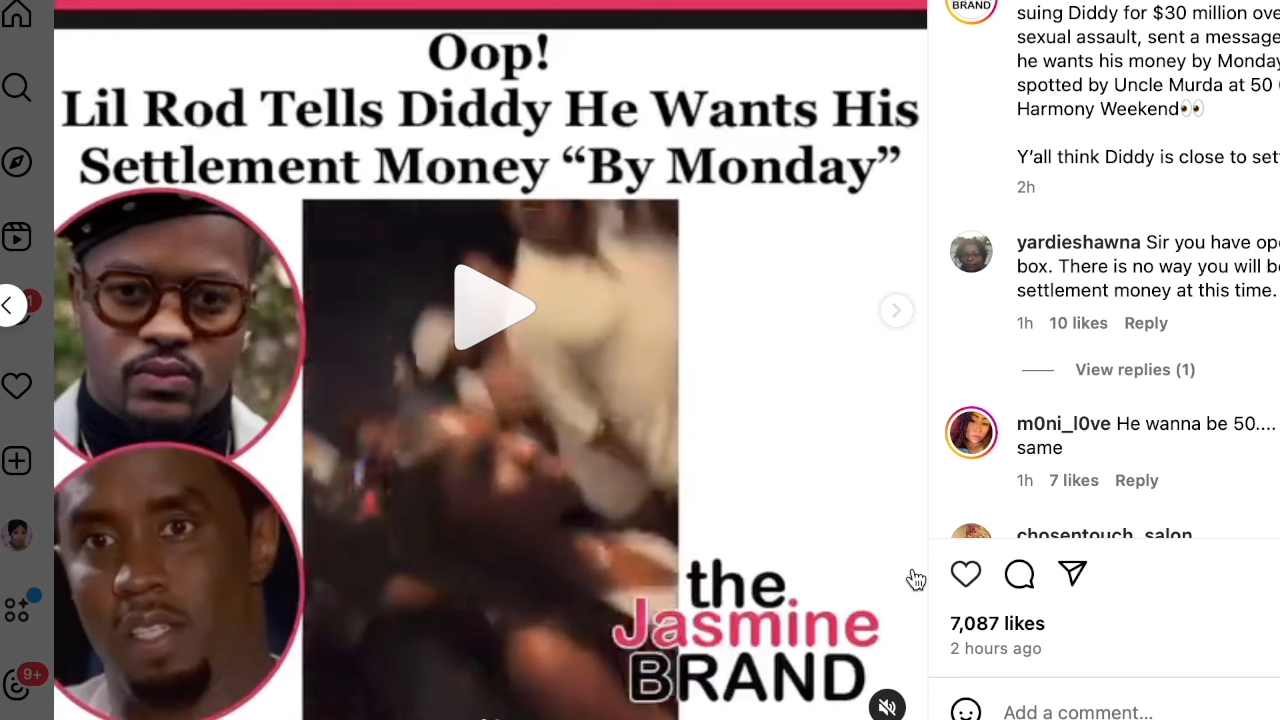 Oop!
Lil Rod Tells Diddy He Wants His
Settlement Money “By Monday”
the
Jasmine
BRAND
1
9+
BRAND
suing Diddy for $30 million
sexual assault, sent a message
he wants his money by Monday
spotted by Uncle Murda at 50
Harmony Weekend👀
Y’all think Diddy is close to
2h
yardieshawna Sir you have
box. There is no way you will
settlement money at this time.
1h 10 likes Reply
View replies (1)
m0ni_l0ve He wanna be 50....
same
1h 7 likes Reply
chosentouch_salon
7,087 likes
2 hours ago
Add a comment...